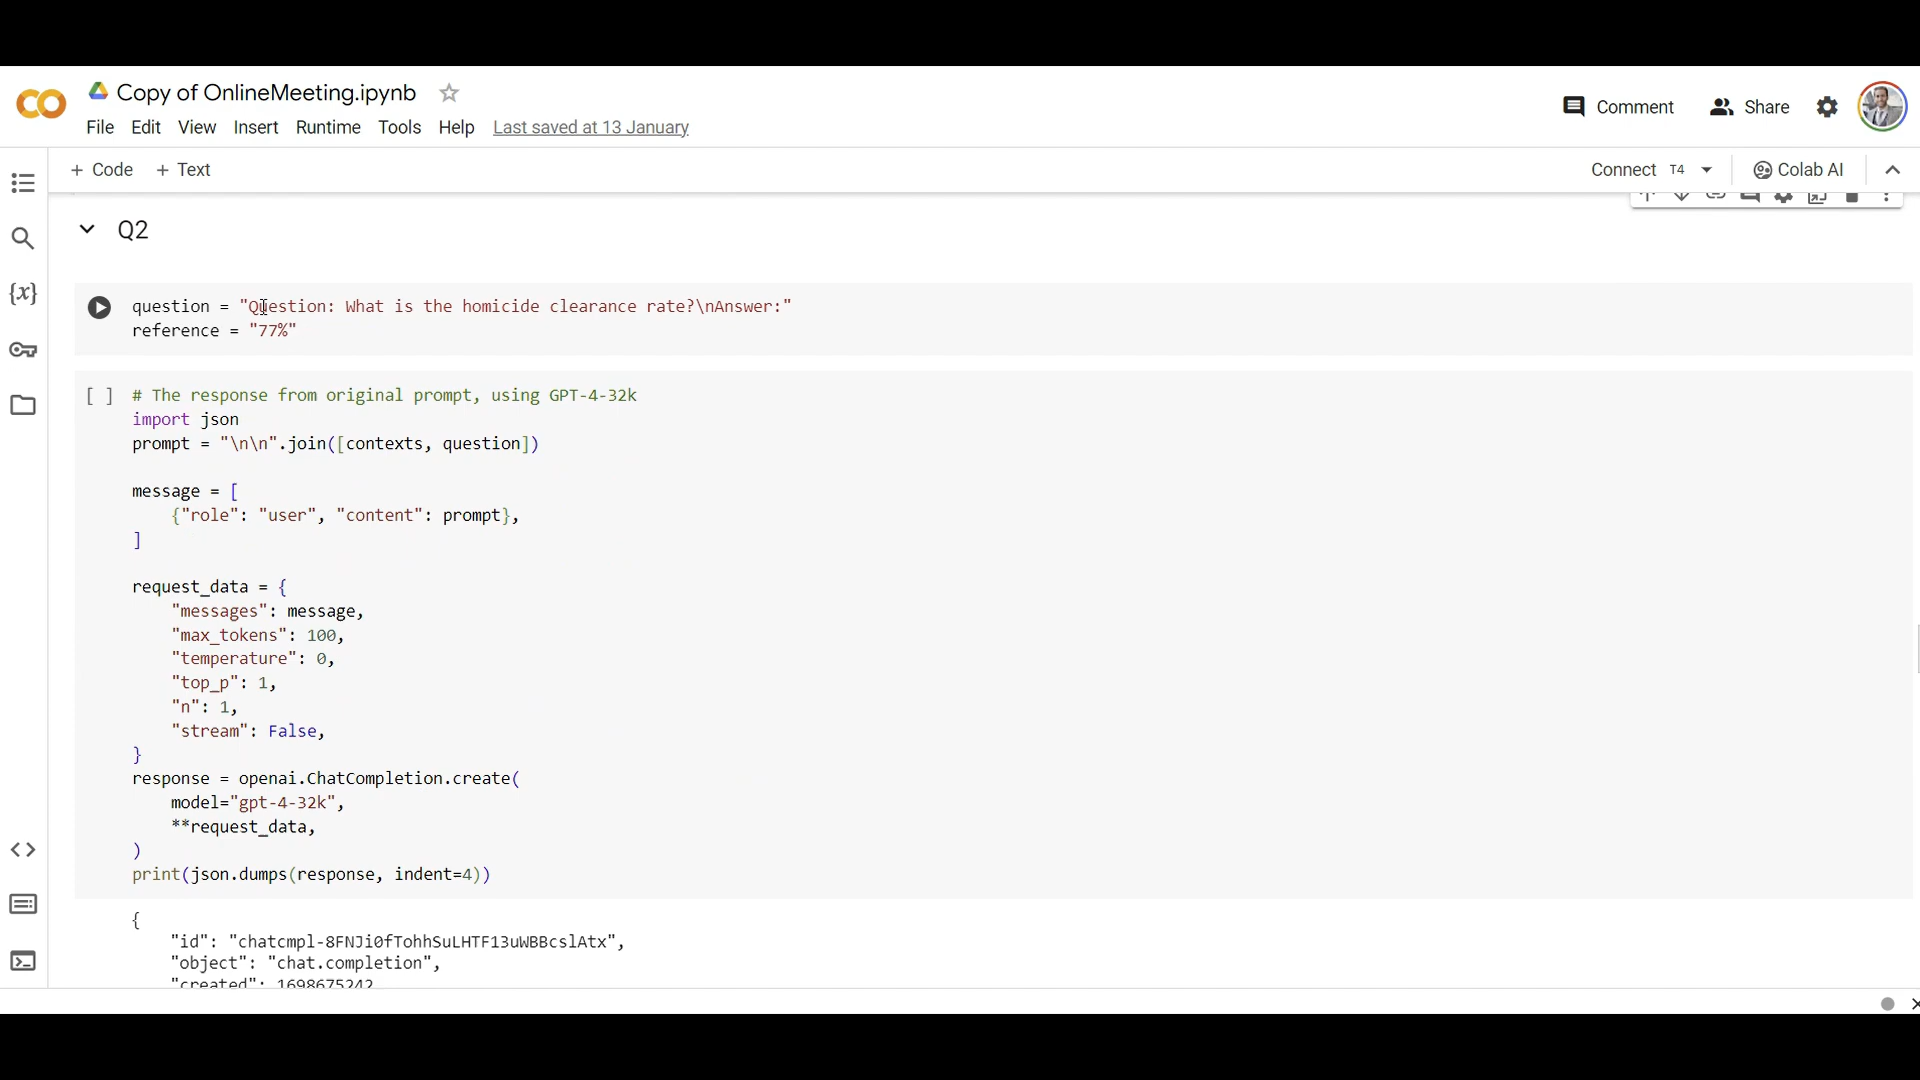 Copy of OnlineMeeting.ipynb
Comment Share
File Edit View Insert Runtime Tools Help Last saved at 13 January
+ Code + Text
Connect T4 Colab AI
Q2
{x}
question = "Question: What is the homicide clearance rate?\nAnswer:"
reference = "77%"
[ ] # The response from original prompt, using GPT-4-32k
import json
prompt = "\n\n".join([contexts, question])
message = [
{"role": "user", "content": prompt},
]
request_data = {
"messages": message,
"max_tokens": 100,
"temperature": 0,
"top_p": 1,
"n": 1,
"stream": False,
}
response = openai.ChatCompletion.create(
model="gpt-4-32k",
**request_data,
)
print(json.dumps(response, indent=4))
{
"id": "chatcmpl-8FNJi0fTohhSuLHTF13uWBBcslAtx",
"object": "chat.completion",
"created": 1698675242